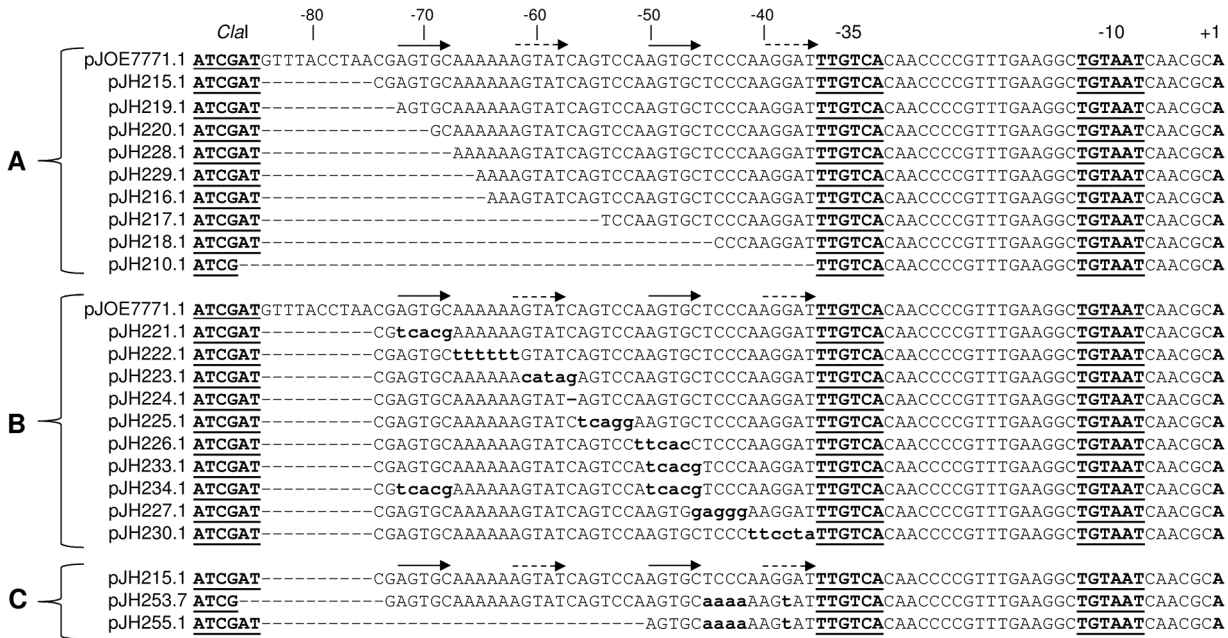 -80 -70 -60 -50 -40
ClaI -35 -10 +1
A
pJOE7771.1 ATCGATGTTTACCTAACGAGTGCAAAAAAGTATCAGTCCAAGTGCTCCCAAGGATTTGTCACAACCCCGTTTGAAGGCTGTAATCAACGCA
pJH215.1 ATCGAT----------CGAGTGCAAAAAAGTATCAGTCCAAGTGCTCCCAAGGATTTGTCACAACCCCGTTTGAAGGCTGTAATCAACGCA
pJH219.1 ATCGAT------------AGTGCAAAAAAGTATCAGTCCAAGTGCTCCCAAGGATTTGTCACAACCCCGTTTGAAGGCTGTAATCAACGCA
pJH220.1 ATCGAT---------------GCAAAAAAGTATCAGTCCAAGTGCTCCCAAGGATTTGTCACAACCCCGTTTGAAGGCTGTAATCAACGCA
pJH228.1 ATCGAT-----------------AAAAAAGTATCAGTCCAAGTGCTCCCAAGGATTTGTCACAACCCCGTTTGAAGGCTGTAATCAACGCA
pJH229.1 ATCGAT-------------------AAAAGTATCAGTCCAAGTGCTCCCAAGGATTTGTCACAACCCCGTTTGAAGGCTGTAATCAACGCA
pJH216.1 ATCGAT--------------------AAAGTATCAGTCCAAGTGCTCCCAAGGATTTGTCACAACCCCGTTTGAAGGCTGTAATCAACGCA
pJH217.1 ATCGAT------------------------------TCCAAGTGCTCCCAAGGATTTGTCACAACCCCGTTTGAAGGCTGTAATCAACGCA
pJH218.1 ATCGAT----------------------------------------CCCAAGGATTTGTCACAACCCCGTTTGAAGGCTGTAATCAACGCA
pJH210.1 ATCG---------------------------------------------------TTGTCACAACCCCGTTTGAAGGCTGTAATCAACGCA
B
pJOE7771.1 ATCGATGTTTACCTAACGAGTGCAAAAAAGTATCAGTCCAAGTGCTCCCAAGGATTTGTCACAACCCCGTTTGAAGGCTGTAATCAACGCA
pJH221.1 ATCGAT----------CGtcacgAAAAAAGTATCAGTCCAAGTGCTCCCAAGGATTTGTCACAACCCCGTTTGAAGGCTGTAATCAACGCA
pJH222.1 ATCGAT----------CGAGTGCttttttGTATCAGTCCAAGTGCTCCCAAGGATTTGTCACAACCCCGTTTGAAGGCTGTAATCAACGCA
pJH223.1 ATCGAT----------CGAGTGCAAAAAAcatagAGTCCAAGTGCTCCCAAGGATTTGTCACAACCCCGTTTGAAGGCTGTAATCAACGCA
pJH224.1 ATCGAT----------CGAGTGCAAAAAAGTAT-AGTCCAAGTGCTCCCAAGGATTTGTCACAACCCCGTTTGAAGGCTGTAATCAACGCA
pJH225.1 ATCGAT----------CGAGTGCAAAAAAGTATCtcaggAAGTGCTCCCAAGGATTTGTCACAACCCCGTTTGAAGGCTGTAATCAACGCA
pJH226.1 ATCGAT----------CGAGTGCAAAAAAGTATCAGTCCttcacCTCCCAAGGATTTGTCACAACCCCGTTTGAAGGCTGTAATCAACGCA
pJH233.1 ATCGAT----------CGAGTGCAAAAAAGTATCAGTCCAtcacgTCCCAAGGATTTGTCACAACCCCGTTTGAAGGCTGTAATCAACGCA
pJH234.1 ATCGAT----------CGtcacgAAAAAAGTATCAGTCCAtcacgTCCCAAGGATTTGTCACAACCCCGTTTGAAGGCTGTAATCAACGCA
pJH227.1 ATCGAT----------CGAGTGCAAAAAAGTATCAGTCCAAGTGgagggAAGGATTTGTCACAACCCCGTTTGAAGGCTGTAATCAACGCA
pJH230.1 ATCGAT----------CGAGTGCAAAAAAGTATCAGTCCAAGTGCTCCCttcctaTTGTCACAACCCCGTTTGAAGGCTGTAATCAACGCA
C
pJH215.1 ATCGAT----------CGAGTGCAAAAAAGTATCAGTCCAAGTGCTCCCAAGGATTTGTCACAACCCCGTTTGAAGGCTGTAATCAACGCA
pJH253.7 ATCG-------------GAGTGCAAAAAAGTATCAGTCCAAGTGCaaaaAAGtATTTGTCACAACCCCGTTTGAAGGCTGTAATCAACGCA
pJH255.1 ATCGAT----------------------------------AGTGCaaaaAAGtATTTGTCACAACCCCGTTTGAAGGCTGTAATCAACGCA